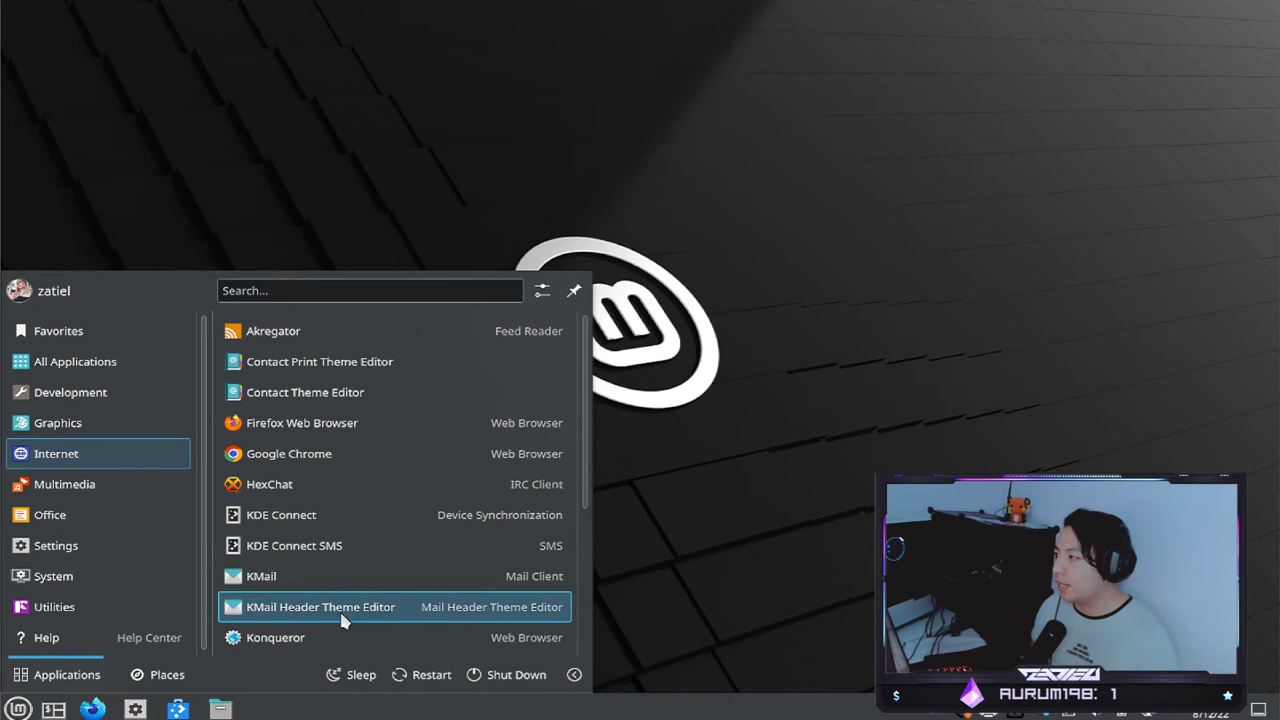 zatiel
Search...
Favorites
All Applications
Development
Graphics
Internet
Multimedia
Office
Settings
System
Utilities
Help Help Center
Akregator Feed Reader
Contact Print Theme Editor
Contact Theme Editor
Firefox Web Browser Web Browser
Google Chrome Web Browser
HexChat IRC Client
KDE Connect Device Synchronization
KDE Connect SMS SMS
KMail Mail Client
KMail Header Theme Editor Mail Header Theme Editor
Konqueror Web Browser
Applications Places Sleep Restart Shut Down
$ AURUM198: 1
8/12/22